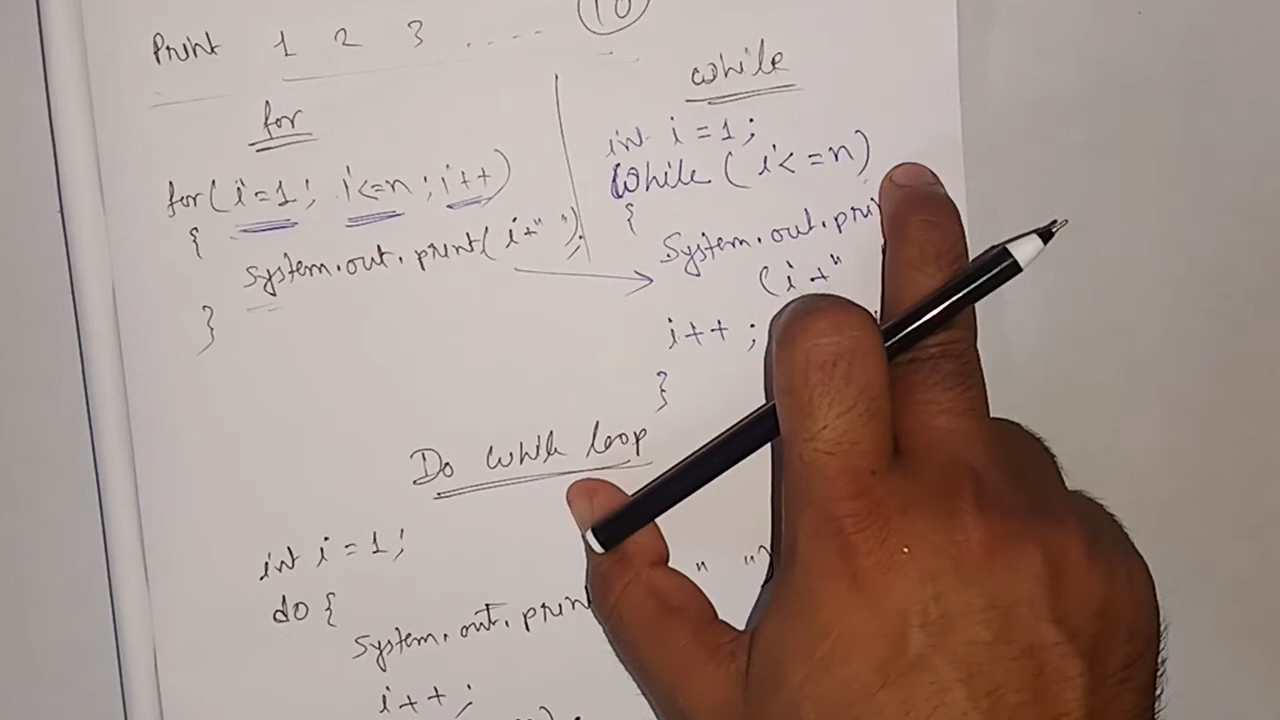 Print 1 2 3 ..... 10
for
for( i=1; i<=n; i++)
{
System.out.print( i+" ");
}
while
int i=1;
While ( i<=n)
{
System.out.pri
(i+"
i++ ;
}
Do while loop
int i=1;
do {
System.out.print " ")
i++;